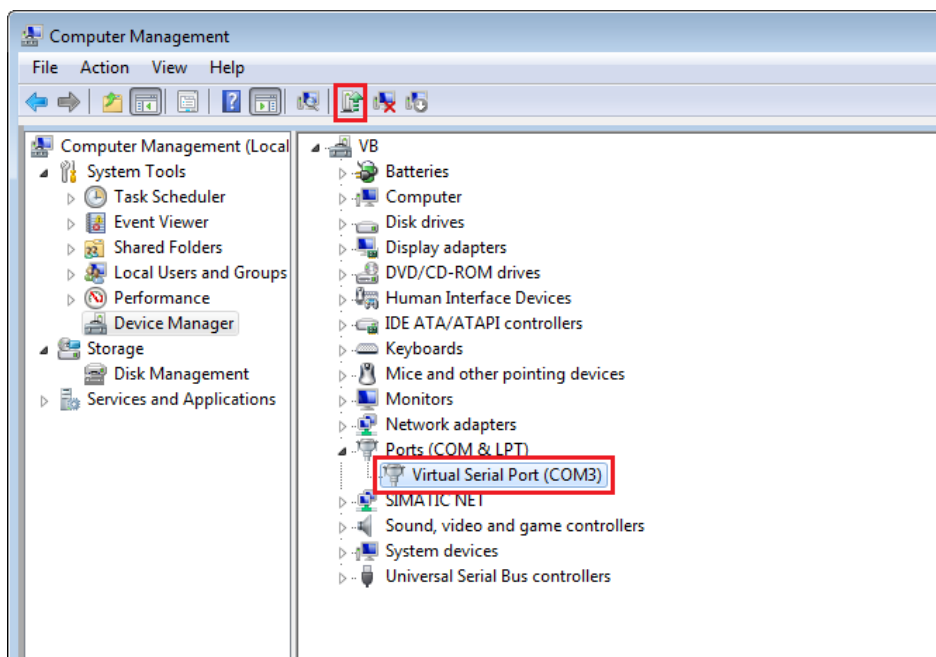 Computer Management
File Action View Help
Computer Management (Local
System Tools
Task Scheduler
Event Viewer
Shared Folders
Local Users and Groups
Performance
Device Manager
Storage
Disk Management
Services and Applications
VB
Batteries
Computer
Disk drives
Display adapters
DVD/CD-ROM drives
Human Interface Devices
IDE ATA/ATAPI controllers
Keyboards
Mice and other pointing devices
Monitors
Network adapters
Ports (COM & LPT)
Virtual Serial Port (COM3)
SIMATIC NET
Sound, video and game controllers
System devices
Universal Serial Bus controllers